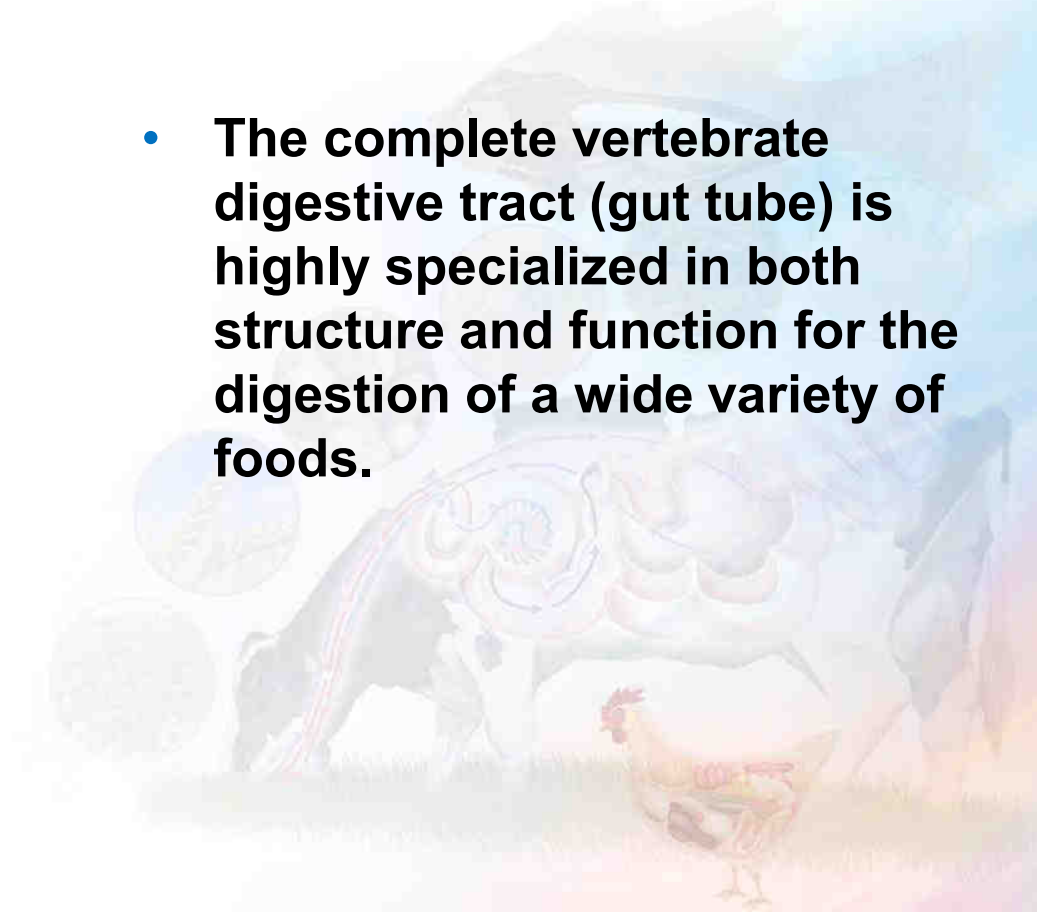 • The complete vertebrate
digestive tract (gut tube) is
highly specialized in both
structure and function for the
digestion of a wide variety of
foods.